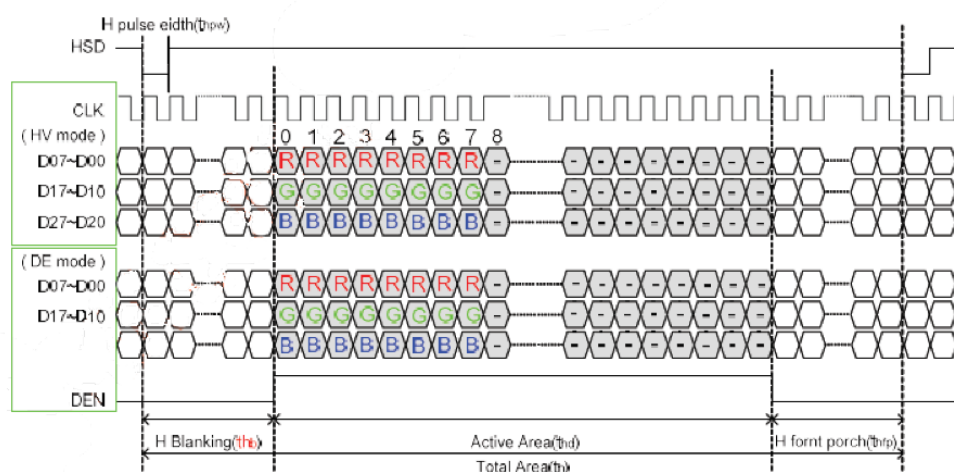 H pulse eidth(thpw)
HSD
CLK
( HV mode )
0 1 2 3 4 5 6 7 8
D07~D00 R R R R R R R R -
D17~D10 G G G G G G G G -
D27~D20 B B B B B B B B -
( DE mode )
D07~D00 R R R R R R R R -
D17~D10 G G G G G G G G -
B B B B B B B B -
DEN
H Blanking(thb) Active Area(thd) H fornt porch(thfp)
Total Area(th)